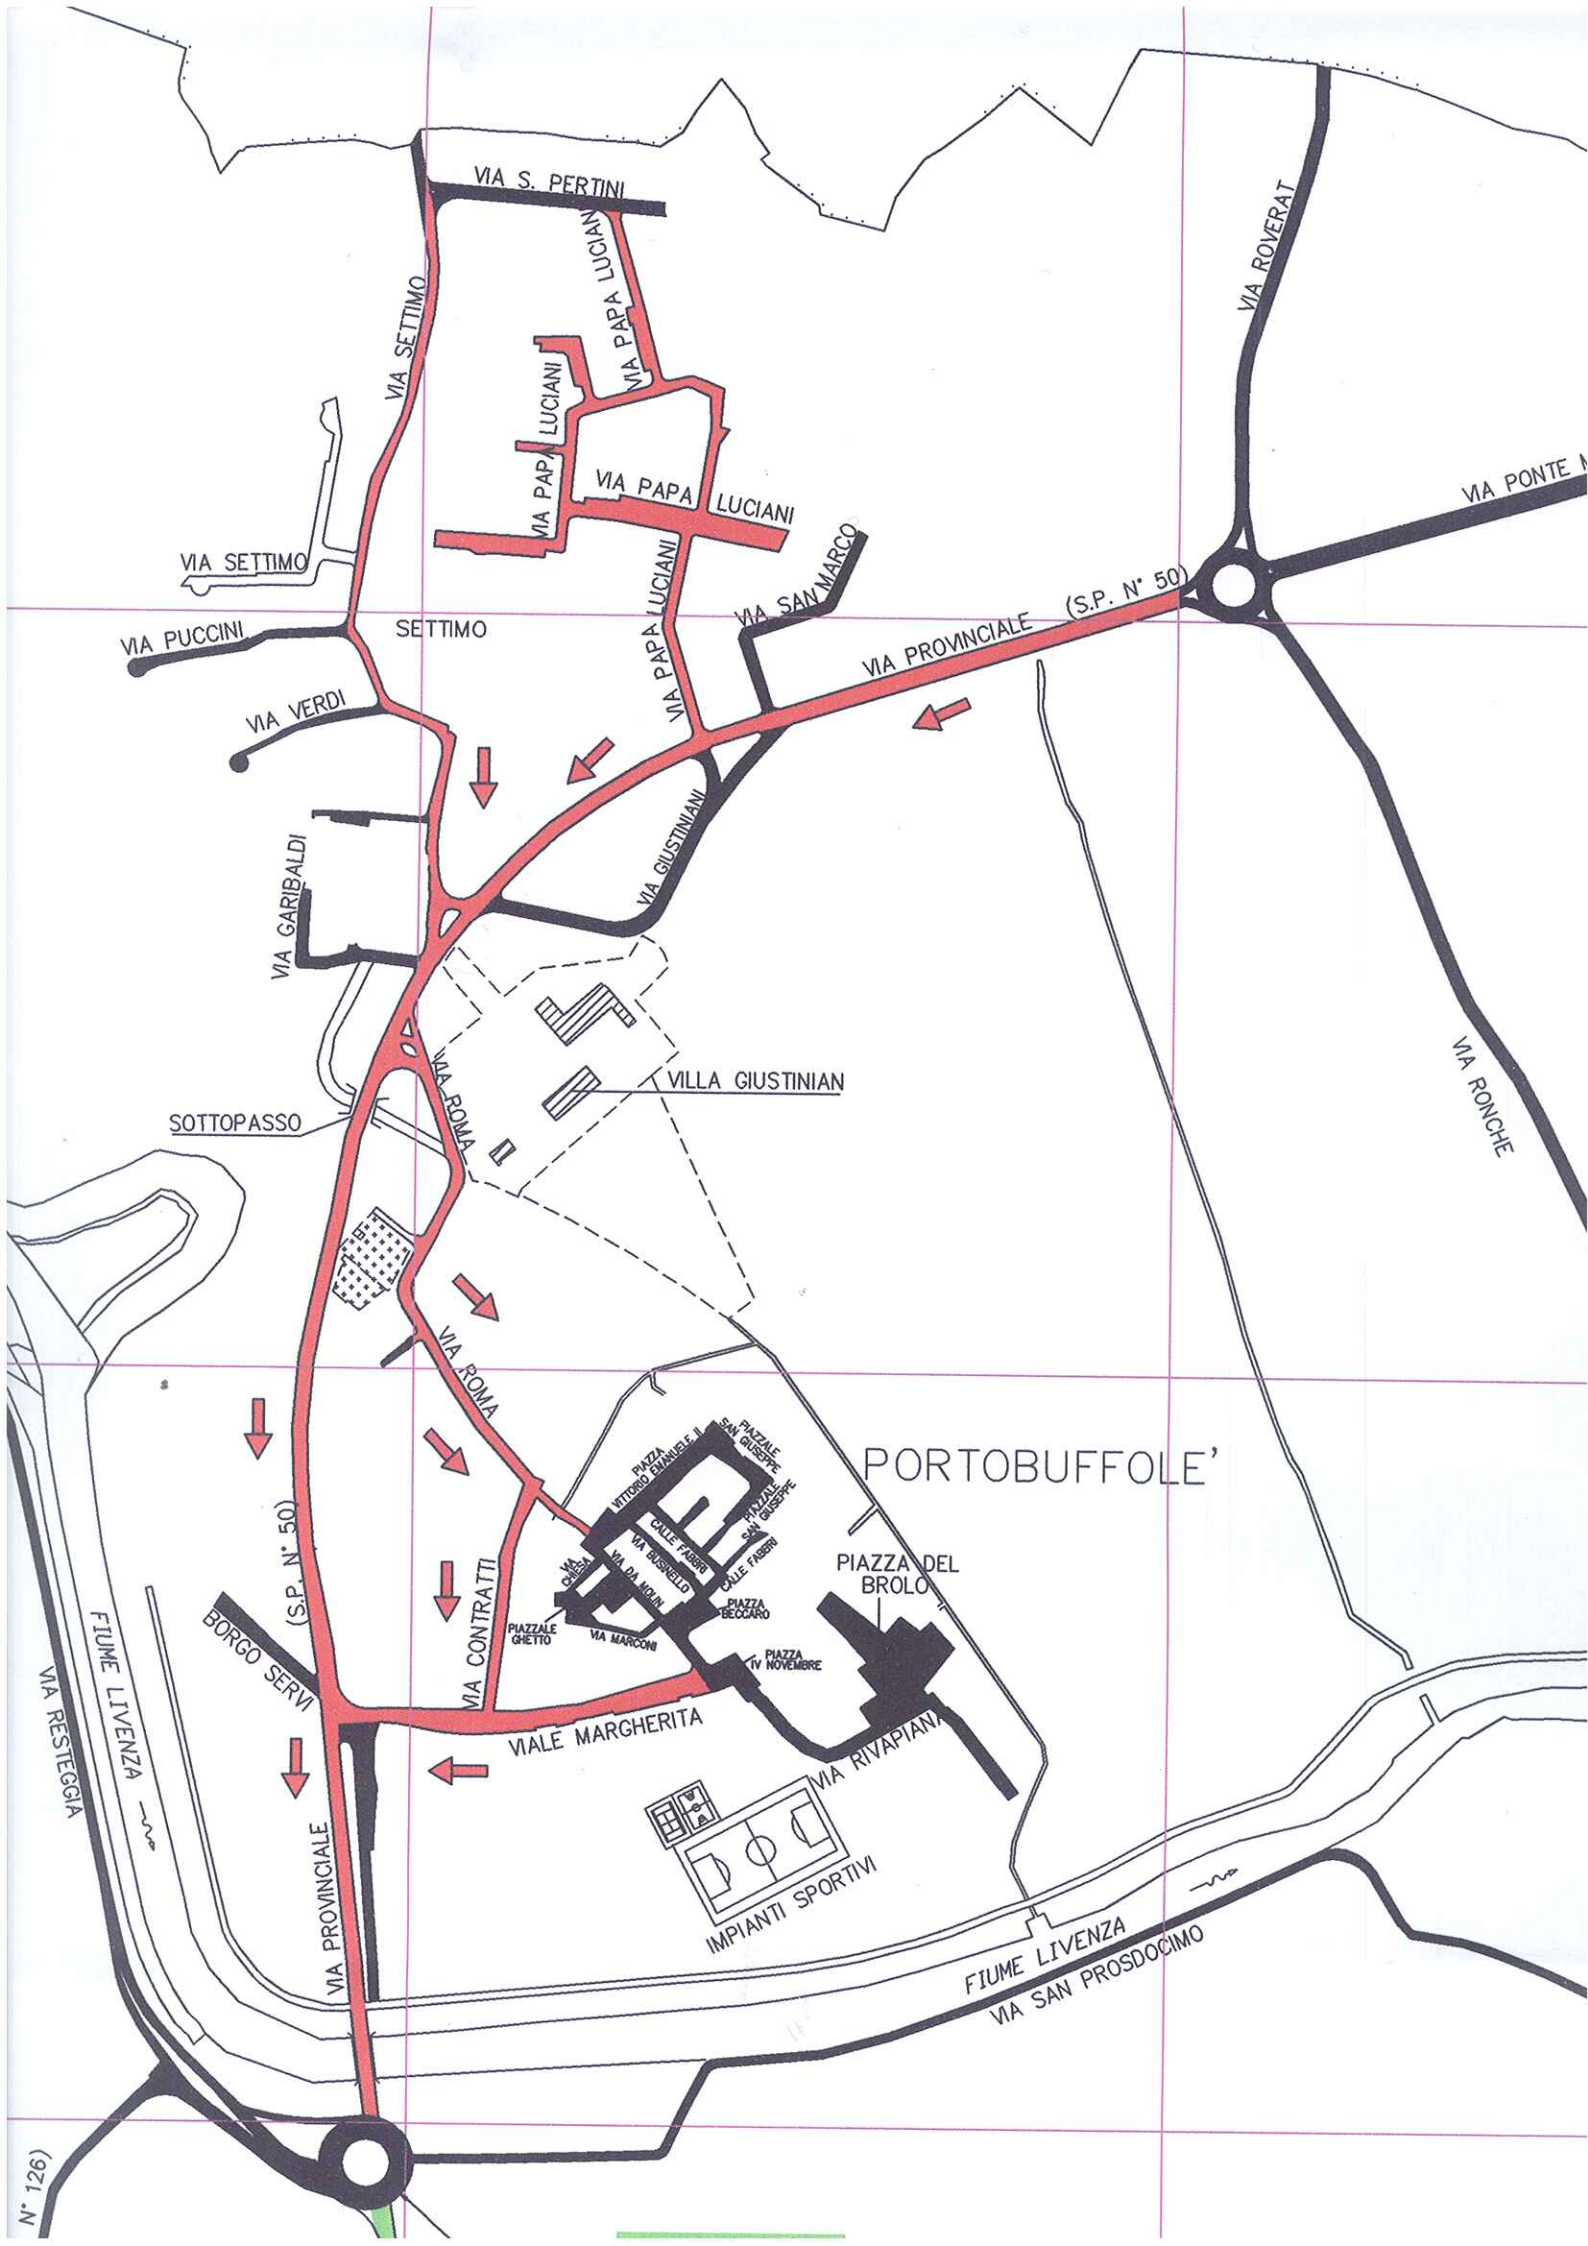 VIA S. PERTINI
VIA ROVERAT
VIA PAPA LUCIANI
VIA SETTIMO
VIA PAPA LUCIANI
VIA PAPA LUCIANI
VIA PONTE
VIA SAN MARCO
VIA SETTIMO
VIA PAPA LUCIANI
VIA PUCCINI
SETTIMO
VIA PROVINCIALE (S.P. N° 50)
VIA VERDI
VIA GIUSTINIANI
VIA GARIBALDI
VIA ROMA
VILLA GIUSTINIAN
VIA RONCHE
SOTTOPASSO
VIA ROMA
PIAZZA
VITTORIO EMANUELE II
PIAZZALE
SAN GIUSEPPE
PORTOBUFFOLE'
PIAZZALE
SAN GIUSEPPE
(S.P. N° 50)
CALLE FABBRI
VIA BUSINELLO
CALLE FABBRI
VIA
CHIESA
VIA DA MOLIN
PIAZZA DEL
BROLO
PIAZZA
BECCARO
PIAZZALE
GHETTO
VIA MARCONI
VIA CONTRATTI
BORGO SERVI
FIUME LIVENZA
VIA RESTEGGIA
PIAZZA
IV NOVEMBRE
VIALE MARGHERITA
VIA RIVAPIANA
VIA PROVINCIALE
IMPIANTI SPORTIVI
FIUME LIVENZA
VIA SAN PROSDOCIMO
N° 126)